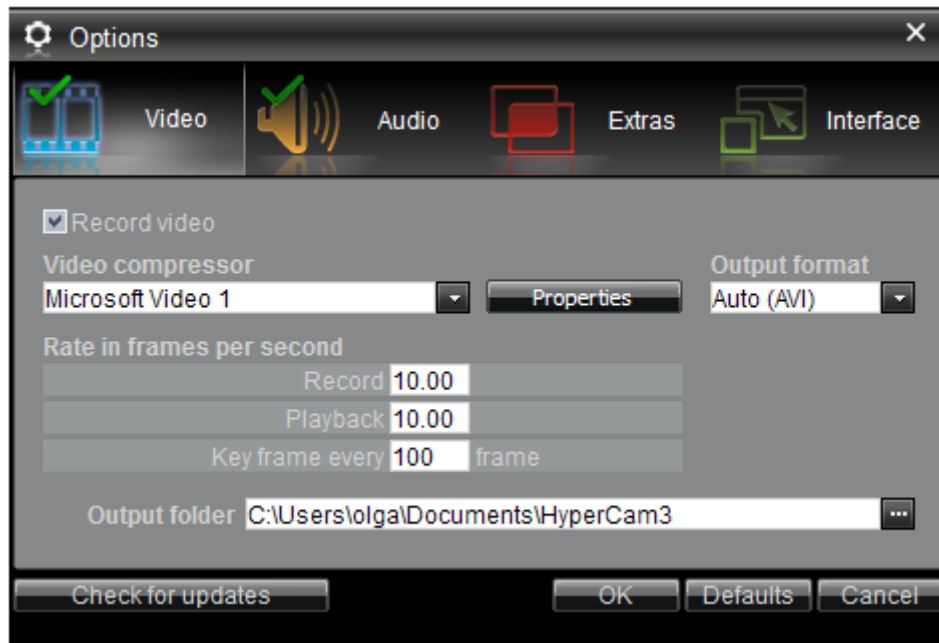 Options
Video Audio Extras Interface
Record video
Video compressor Output format
Microsoft Video 1 Properties Auto (AVI)
Rate in frames per second
Record 10.00
Playback 10.00
Key frame every 100 frame
Output folder C:\Users\olga\Documents\HyperCam3 ...
Check for updates OK Defaults Cancel